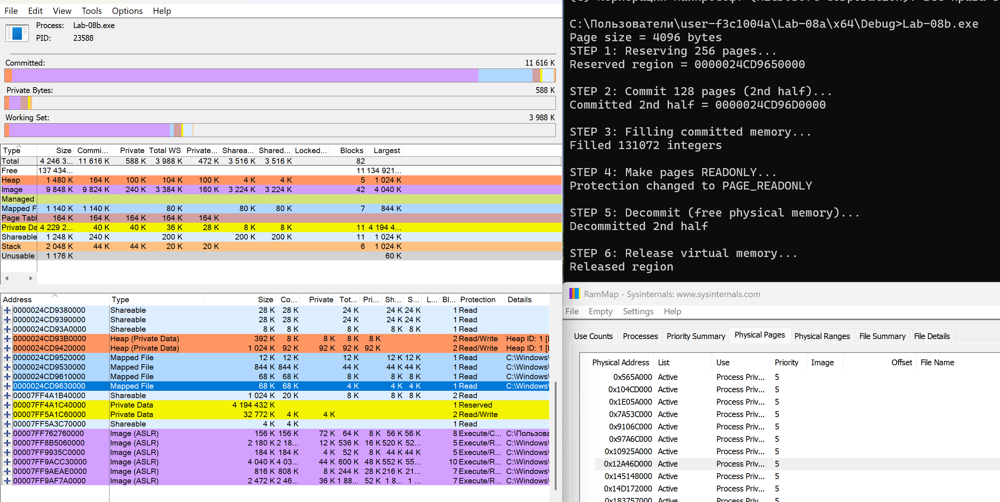 File Edit View Tools Options Help
Process: Lab-08b.exe
PID: 23588
Committed: 11 616 K
Private Bytes: 588 K
Working Set: 3 988 K
Type Size Commi... Private Total WS Private... Sharea... Shared... Locked... Blocks Largest
Total 4 246 3... 11 616 K 588 K 3 988 K 472 K 3 516 K 3 516 K 82
Free 137 434... 11 134 921...
Heap 1 480 K 164 K 100 K 104 K 100 K 4 K 4 K 5 1 024 K
Image 9 848 K 9 824 K 240 K 3 384 K 160 K 3 224 K 3 224 K 42 4 040 K
Managed
Mapped F 1 140 K 1 140 K 80 K 80 K 80 K 7 844 K
Page Tabl 164 K 164 K 164 K 164 K 164 K
Private Da 4 229 2... 40 K 40 K 36 K 28 K 8 K 8 K 11 4 194 4...
Shareable 1 248 K 240 K 200 K 200 K 200 K 11 1 024 K
Stack 2 048 K 44 K 44 K 20 K 20 K 6 1 024 K
Unusable 1 176 K 60 K
Address Type Size Co... Private Tot... Pri... Sh... S... L... Bl... Protection Details
0000024CD9380000 Shareable 28 K 28 K 24 K 24 K 24 K 1 Read
0000024CD9390000 Shareable 28 K 28 K 24 K 24 K 24 K 1 Read
0000024CD93A0000 Shareable 8 K 8 K 8 K 8 K 8 K 1 Read
0000024CD93B0000 Heap (Private Data) 392 K 8 K 8 K 8 K 8 K 2 Read/Write Heap ID: 1 [L
0000024CD9420000 Heap (Private Data) 1 024 K 92 K 92 K 92 K 92 K 2 Read/Write Heap ID: 1 [L
0000024CD9520000 Mapped File 12 K 12 K 12 K 12 K 12 K 1 Read C:\Windows\
0000024CD9530000 Mapped File 844 K 844 K 44 K 44 K 44 K 1 Read C:\Windows\
0000024CD9610000 Mapped File 68 K 68 K 8 K 8 K 8 K 1 Read C:\Windows\
0000024CD9630000 Mapped File 68 K 68 K 4 K 4 K 4 K 1 Read C:\Windows\
00007FF4A1B40000 Shareable 1 024 K 20 K 8 K 8 K 8 K 2 Read
00007FF4A1C40000 Private Data 4 194 432 K 1 Reserved
00007FF5A1C60000 Private Data 32 772 K 4 K 4 K 2 Read/Write
00007FF5A3C70000 Shareable 4 K 4 K 1 Read
00007FF762760000 Image (ASLR) 156 K 156 K 72 K 64 K 8 K 56 K 56 K 8 Execute/C... C:\Пользова
00007FF8B5060000 Image (ASLR) 2 180 K 2 18... 12 K 536 K 16 K 520 K 52... 5 Execute/R... C:\Windows\
00007FF9935C0000 Image (ASLR) 184 K 184 K 4 K 52 K 8 K 44 K 44 K 5 Execute/R... C:\Windows\
00007FF9ACC30000 Image (ASLR) 4 040 K 4 03... 44 K 600 K 48 K 552 K 55... 10 Execute/R... C:\Windows\
00007FF9AEAE0000 Image (ASLR) 816 K 808 K 8 K 244 K 28 K 216 K 21... 7 Execute/R... C:\Windows\
00007FF9AF7A0000 Image (ASLR) 2 472 K 2 46... 36 K 1 88... 52 K 1 8... 1 ... 7 Execute/R... C:\Windows\
C:\Пользователи\user-f3c1004a\Lab-08a\x64\Debug>Lab-08b.exe
Page size = 4096 bytes
STEP 1: Reserving 256 pages...
Reserved region = 0000024CD9650000
STEP 2: Commit 128 pages (2nd half)...
Committed 2nd half = 0000024CD96D0000
STEP 3: Filling committed memory...
Filled 131072 integers
STEP 4: Make pages READONLY...
Protection changed to PAGE_READONLY
STEP 5: Decommit (free physical memory)...
Decommitted 2nd half
STEP 6: Release virtual memory...
Released region
RamMap - Sysinternals: www.sysinternals.com
File Empty Settings Help
Use Counts Processes Priority Summary Physical Pages Physical Ranges File Summary File Details
Physical Address List Use Priority Image Offset File Name
0x565A000 Active Process Priv... 5
0x104CD000 Active Process Priv... 5
0x1E05A000 Active Process Priv... 5
0x7A53C000 Active Process Priv... 5
0x9106C000 Active Process Priv... 5
0x97A6C000 Active Process Priv... 5
0x10925A000 Active Process Priv... 5
0x12A46D000 Active Process Priv... 5
0x145148000 Active Process Priv... 5
0x14D172000 Active Process Priv... 5
0x183757000 Active Process Priv... 5